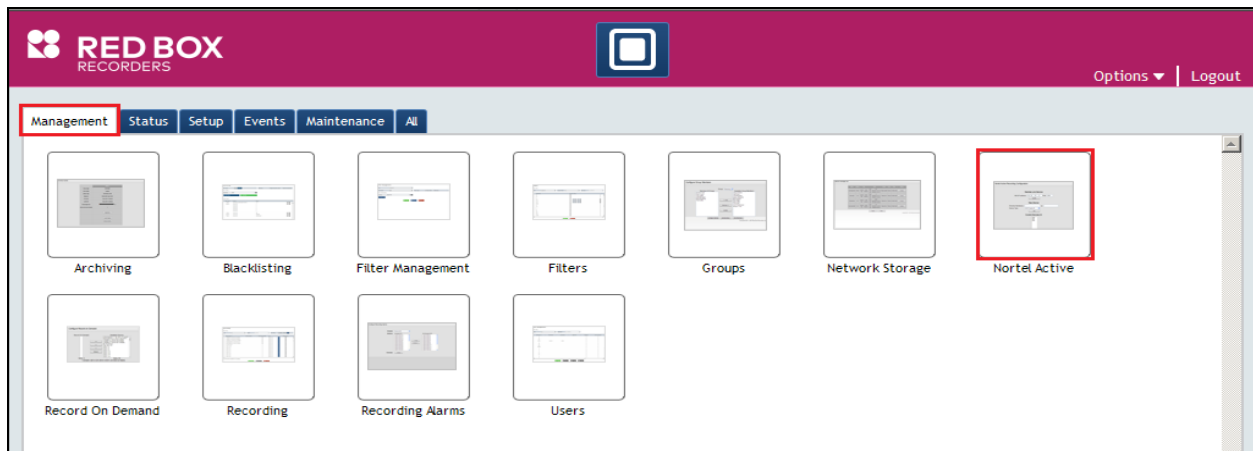 RED BOX
RECORDERS
Options ▼ | Logout
Management Status Setup Events Maintenance All
Archiving Blacklisting Filter Management Filters Groups Network Storage Nortel Active
Record On Demand Recording Recording Alarms Users